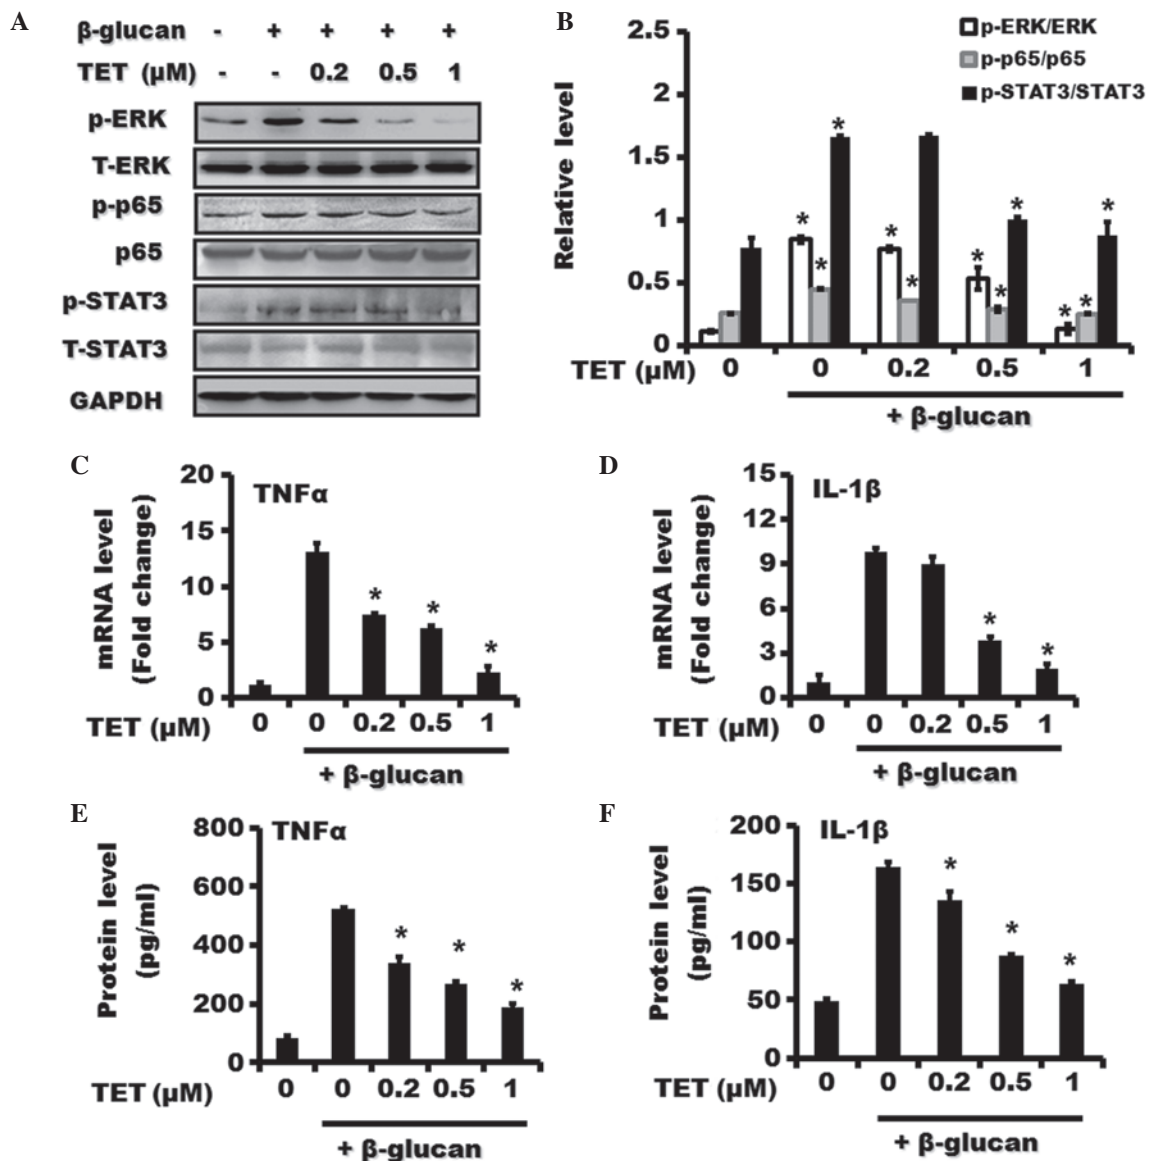 A
β-glucan - + + + +
TET (μM) - - 0.2 0.5 1
p-ERK
T-ERK
p-p65
p65
p-STAT3
T-STAT3
GAPDH
B
p-ERK/ERK
p-p65/p65
p-STAT3/STAT3
Relative level
2.5
2
1.5
1
0.5
0
* * * * * * * * * * *
TET (μM) 0 0 0.2 0.5 1
+ β-glucan
C
TNFα
mRNA level
(Fold change)
20
15
10
5
0
* * *
TET (μM) 0 0 0.2 0.5 1
+ β-glucan
D
IL-1β
mRNA level
(Fold change)
15
12
9
6
3
0
* *
TET (μM) 0 0 0.2 0.5 1
+ β-glucan
E
TNFα
Protein level
(pg/ml)
800
600
400
200
0
* * *
TET (μM) 0 0 0.2 0.5 1
+ β-glucan
F
IL-1β
Protein level
(pg/ml)
200
150
100
50
0
* * *
TET (μM) 0 0 0.2 0.5 1
+ β-glucan